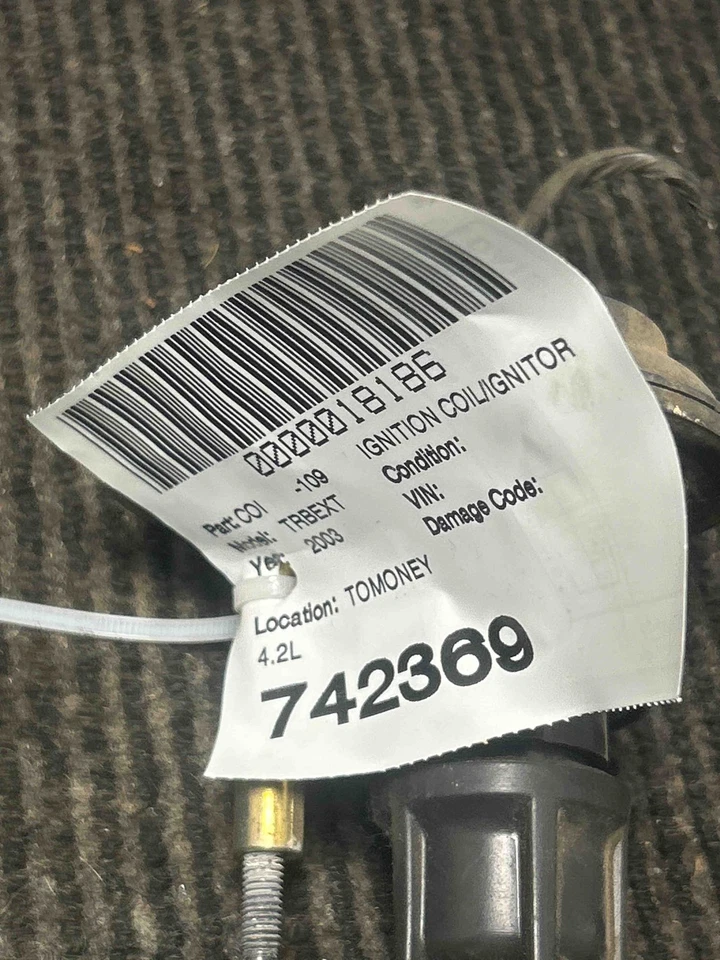 0000018186
Part: COI -109 IGNITION COIL/IGNITOR
Model: TRBEXT Condition:
Year: 2003 VIN:
Damage Code:
Location: TOMONEY
4.2L
742369